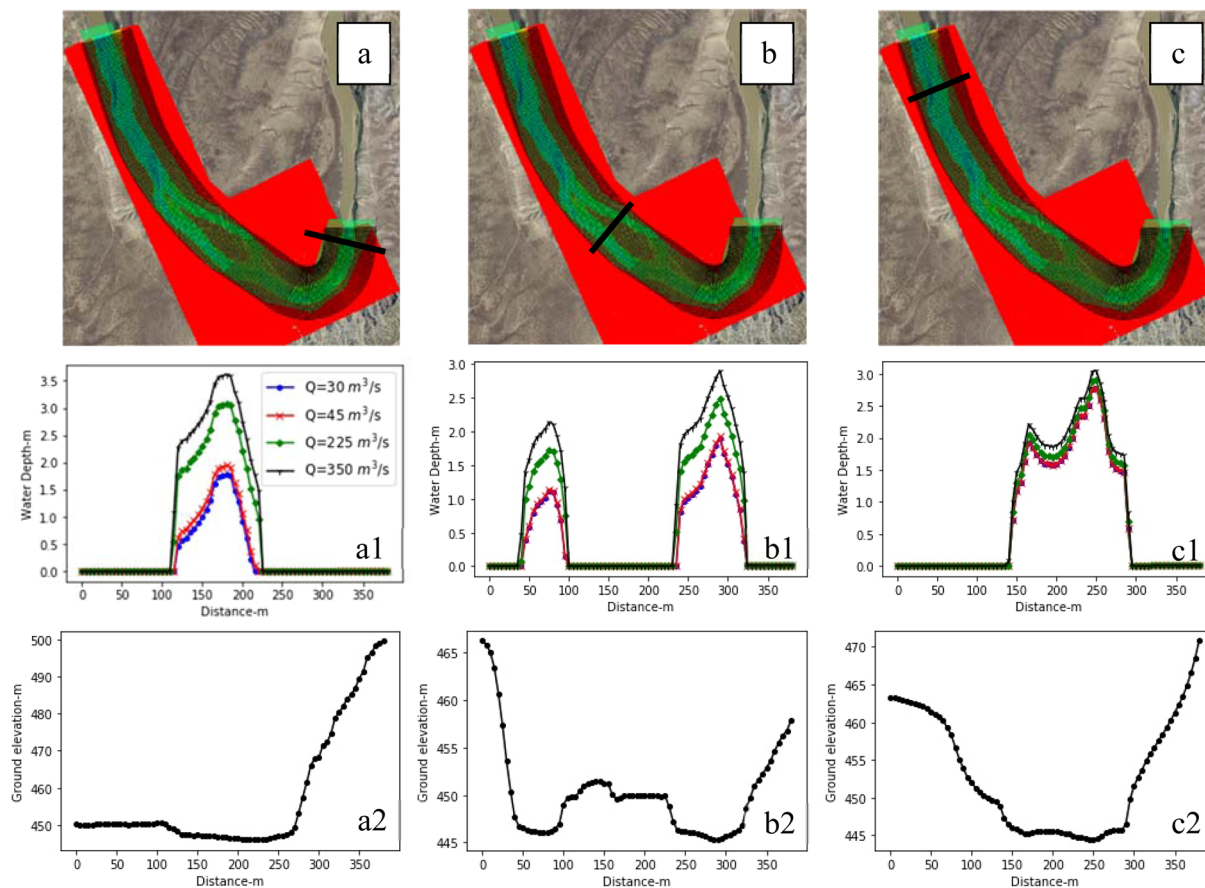 a
b
c
3.5
3.0
2.5
2.0
1.5
1.0
0.5
0.0
Water Depth-m
0 50 100 150 200 250 300 350
Distance-m
Q=30 m³/s
Q=45 m³/s
Q=225 m³/s
Q=350 m³/s
a1
3.0
2.5
2.0
1.5
1.0
0.5
0.0
Water Depth-m
0 50 100 150 200 250 300 350
Distance-m
b1
3.0
2.5
2.0
1.5
1.0
0.5
0.0
Water Depth-m
0 50 100 150 200 250 300 350
Distance-m
c1
500
490
480
470
460
450
Ground elevation-m
0 50 100 150 200 250 300 350
Distance-m
a2
465
460
455
450
445
Ground elevation-m
0 50 100 150 200 250 300 350
Distance-m
b2
470
465
460
455
450
445
Ground elevation-m
0 50 100 150 200 250 300 350
Distance-m
c2